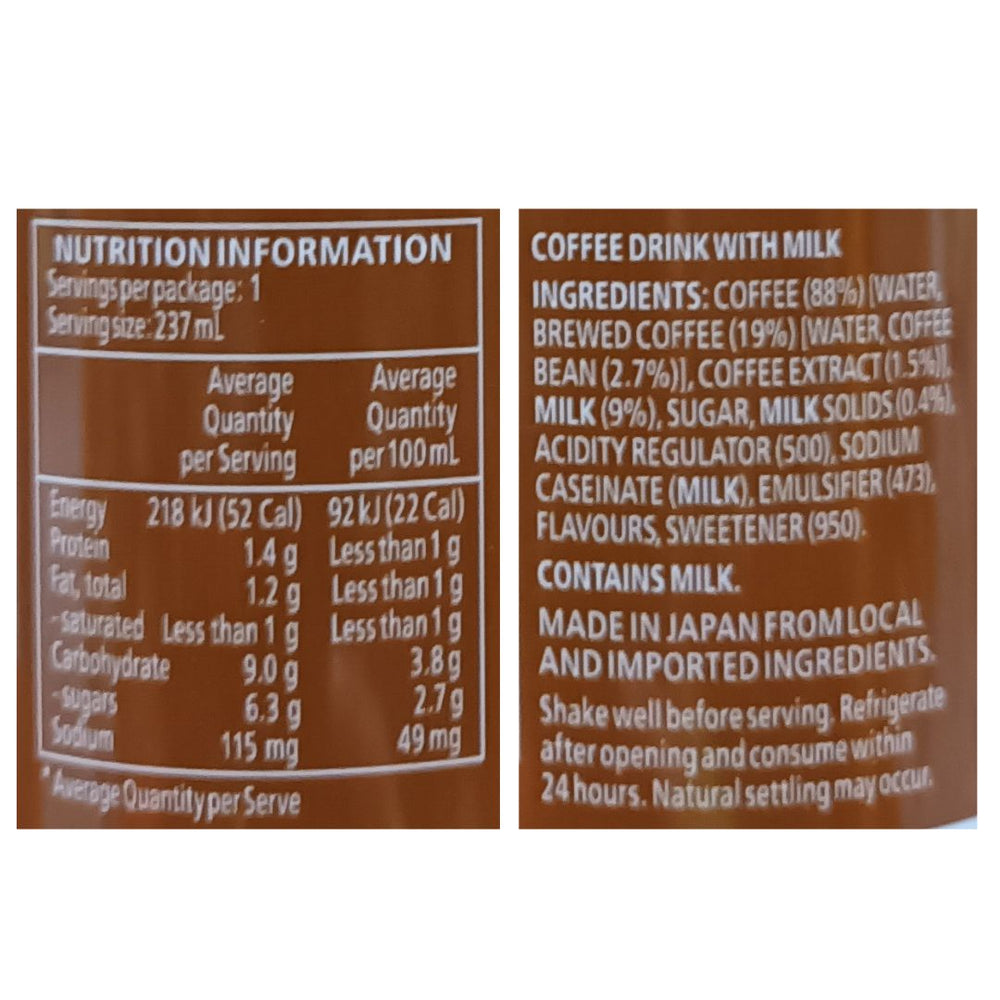 NUTRITION INFORMATION
Servings per package: 1
Serving size: 237 mL
Average Quantity per Serving Average Quantity per 100 mL
Energy 218 kJ (52 Cal) 92 kJ (22 Cal)
Protein 1.4 g Less than 1 g
Fat, total 1.2 g Less than 1 g
-saturated Less than 1 g Less than 1 g
Carbohydrate 9.0 g 3.8 g
-sugars 6.3 g 2.7 g
Sodium 115 mg 49 mg
*Average Quantity per Serve
COFFEE DRINK WITH MILK
INGREDIENTS: COFFEE (88%) [WATER,
BREWED COFFEE (19%) [WATER, COFFEE
BEAN (2.7%)], COFFEE EXTRACT (1.5%)],
MILK (9%), SUGAR, MILK SOLIDS (0.4%),
ACIDITY REGULATOR (500), SODIUM
CASEINATE (MILK), EMULSIFIER (473),
FLAVOURS, SWEETENER (950).
CONTAINS MILK.
MADE IN JAPAN FROM LOCAL
AND IMPORTED INGREDIENTS.
Shake well before serving. Refrigerate
after opening and consume within
24 hours. Natural settling may occur.